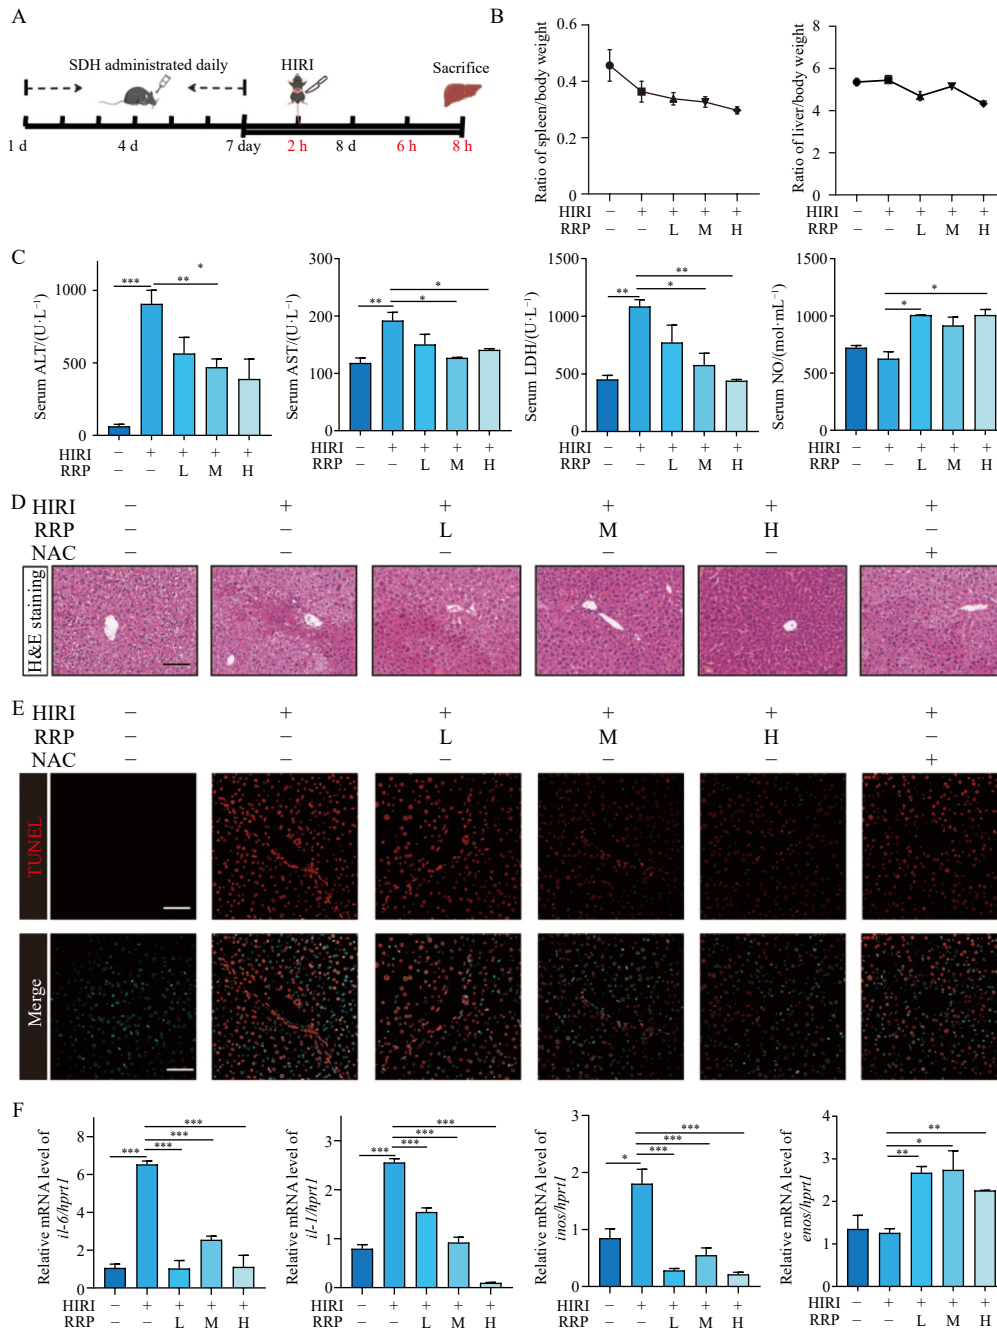 A
SDH administrated daily
HIRI
Sacrifice
1 d
4 d
7 day
2 h
8 d
6 h
8 h
B
Ratio of spleen/body weight
0.6
0.4
0.2
0
HIRI − + + + +
RRP − − L M H
Ratio of liver/body weight
8
6
4
2
0
HIRI − + + + +
RRP − − L M H
C
Serum ALT/(U·L⁻¹)
1000
500
0
*** ** *
HIRI − + + + +
RRP − − L M H
Serum AST/(U·L⁻¹)
300
200
100
0
** * *
HIRI − + + + +
RRP − − L M H
Serum LDH/(U·L⁻¹)
1500
1000
500
0
** * **
HIRI − + + + +
RRP − − L M H
Serum NO/(mol·mL⁻¹)
1500
1000
500
0
* *
HIRI − + + + +
RRP − − L M H
D
HIRI − + + + + +
RRP − − L M H −
NAC − − − − − +
H&E staining
E
HIRI − + + + + +
RRP − − L M H −
NAC − − − − − +
TUNEL
Merge
F
Relative mRNA level of
il-6/hprt1
8
6
4
2
0
*** *** *** ***
HIRI − + + + +
RRP − − L M H
Relative mRNA level of
il-1/hprt1
3
2
1
0
*** *** *** ***
HIRI − + + + +
RRP − − L M H
Relative mRNA level of
inos/hprt1
3
2
1
0
* *** *** ***
HIRI − + + + +
RRP − − L M H
Relative mRNA level of
enos/hprt1
4
3
2
1
0
** * **
HIRI − + + + +
RRP − − L M H